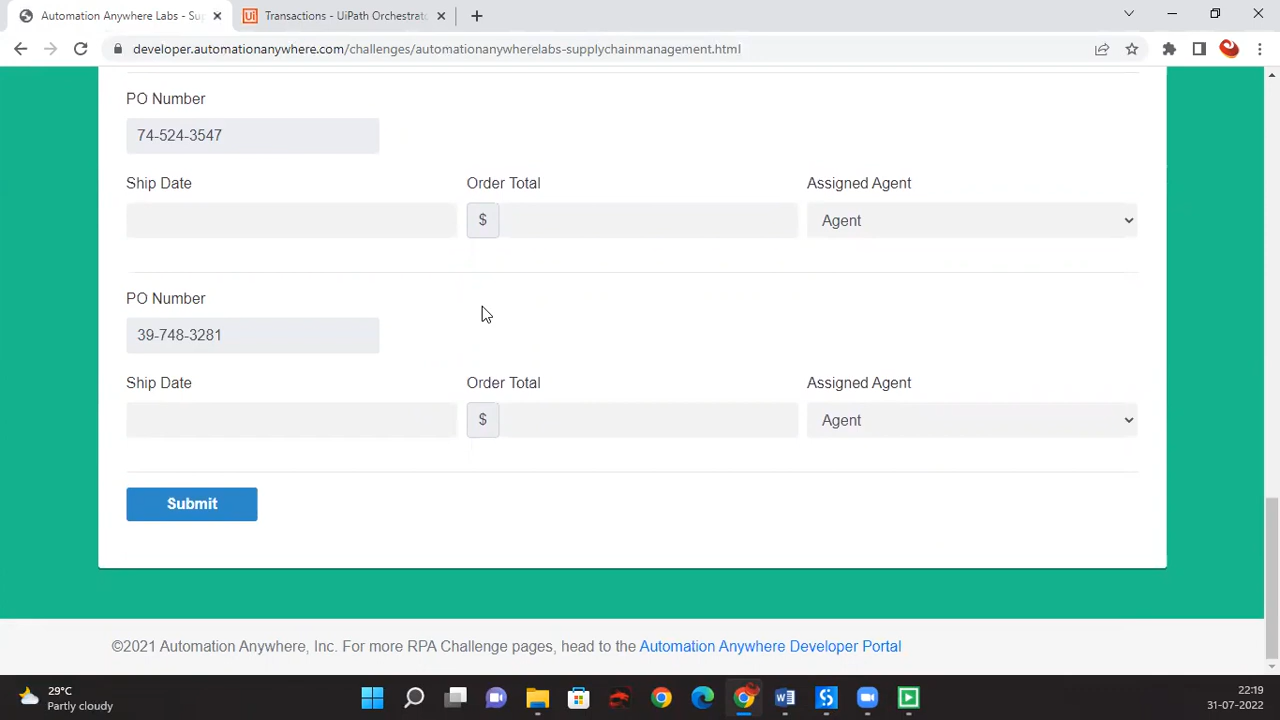 Automation Anywhere Labs - Sup
Transactions - UiPath Orchestrato
developer.automationanywhere.com/challenges/automationanywherelabs-supplychainmanagement.html
PO Number
74-524-3547
Ship Date Order Total Assigned Agent
$ Agent
PO Number
39-748-3281
Ship Date Order Total Assigned Agent
$ Agent
Submit
©2021 Automation Anywhere, Inc. For more RPA Challenge pages, head to the Automation Anywhere Developer Portal
29°C
Partly cloudy
22:19
31-07-2022